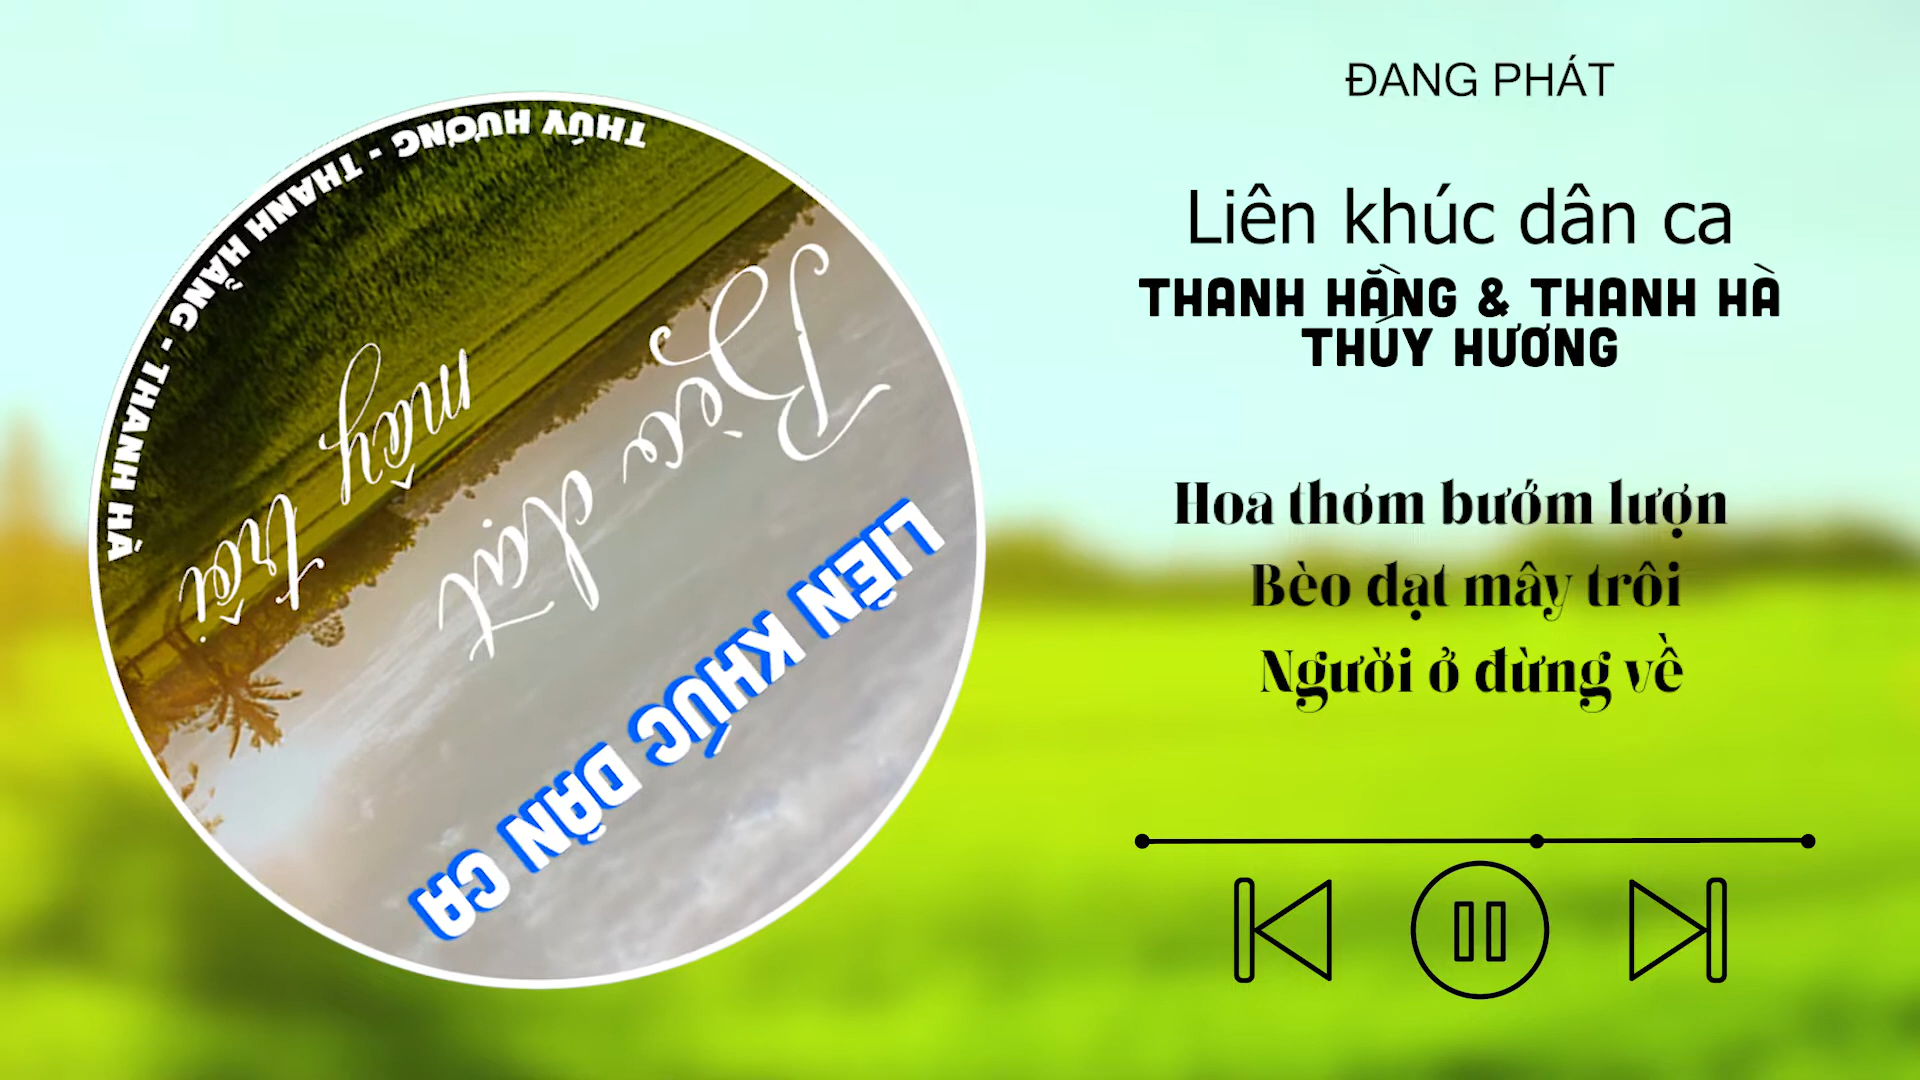 LIÊN KHÚC DÂN CA
Bèo dạt
mây trôi
THÚY HƯƠNG - THANH HẰNG - THANH HÀ
ĐANG PHÁT
Liên khúc dân ca
THANH HẰNG & THANH HÀ
THÚY HƯƠNG
Hoa thơm bướm lượn
Bèo dạt mây trôi
Người ở đừng về